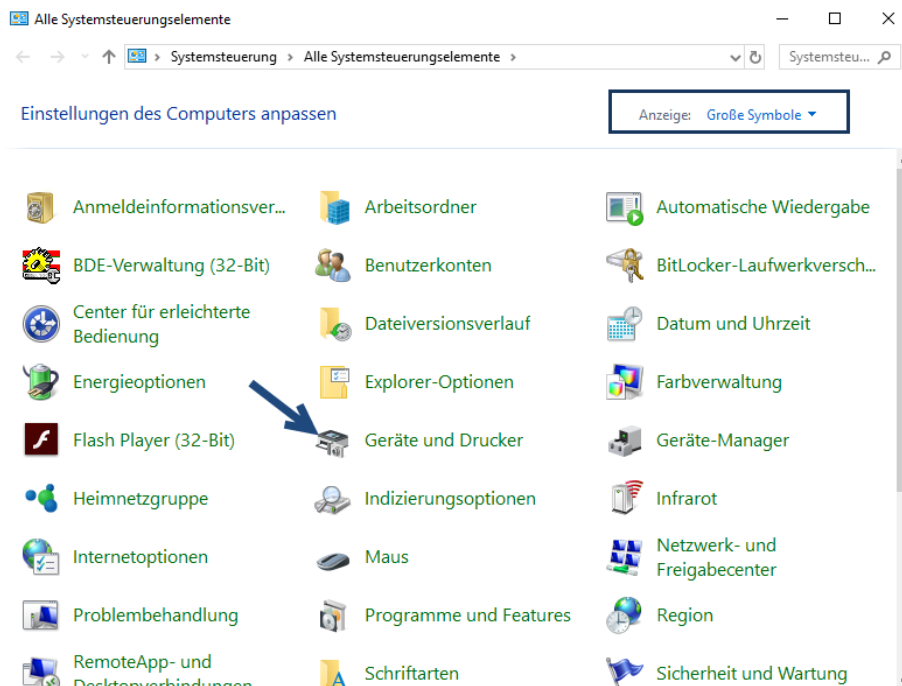 Alle Systemsteuerungselemente
Systemsteuerung > Alle Systemsteuerungselemente >
Systemsteu...
Einstellungen des Computers anpassen
Anzeige: Große Symbole
Anmeldeinformationsver...
Arbeitsordner
Automatische Wiedergabe
BDE-Verwaltung (32-Bit)
Benutzerkonten
BitLocker-Laufwerkversch...
Center für erleichterte
Bedienung
Dateiversionsverlauf
Datum und Uhrzeit
Energieoptionen
Explorer-Optionen
Farbverwaltung
Flash Player (32-Bit)
Geräte und Drucker
Geräte-Manager
Heimnetzgruppe
Indizierungsoptionen
Infrarot
Internetoptionen
Maus
Netzwerk- und
Freigabecenter
Problembehandlung
Programme und Features
Region
RemoteApp- und
Desktopverbindungen
Schriftarten
Sicherheit und Wartung